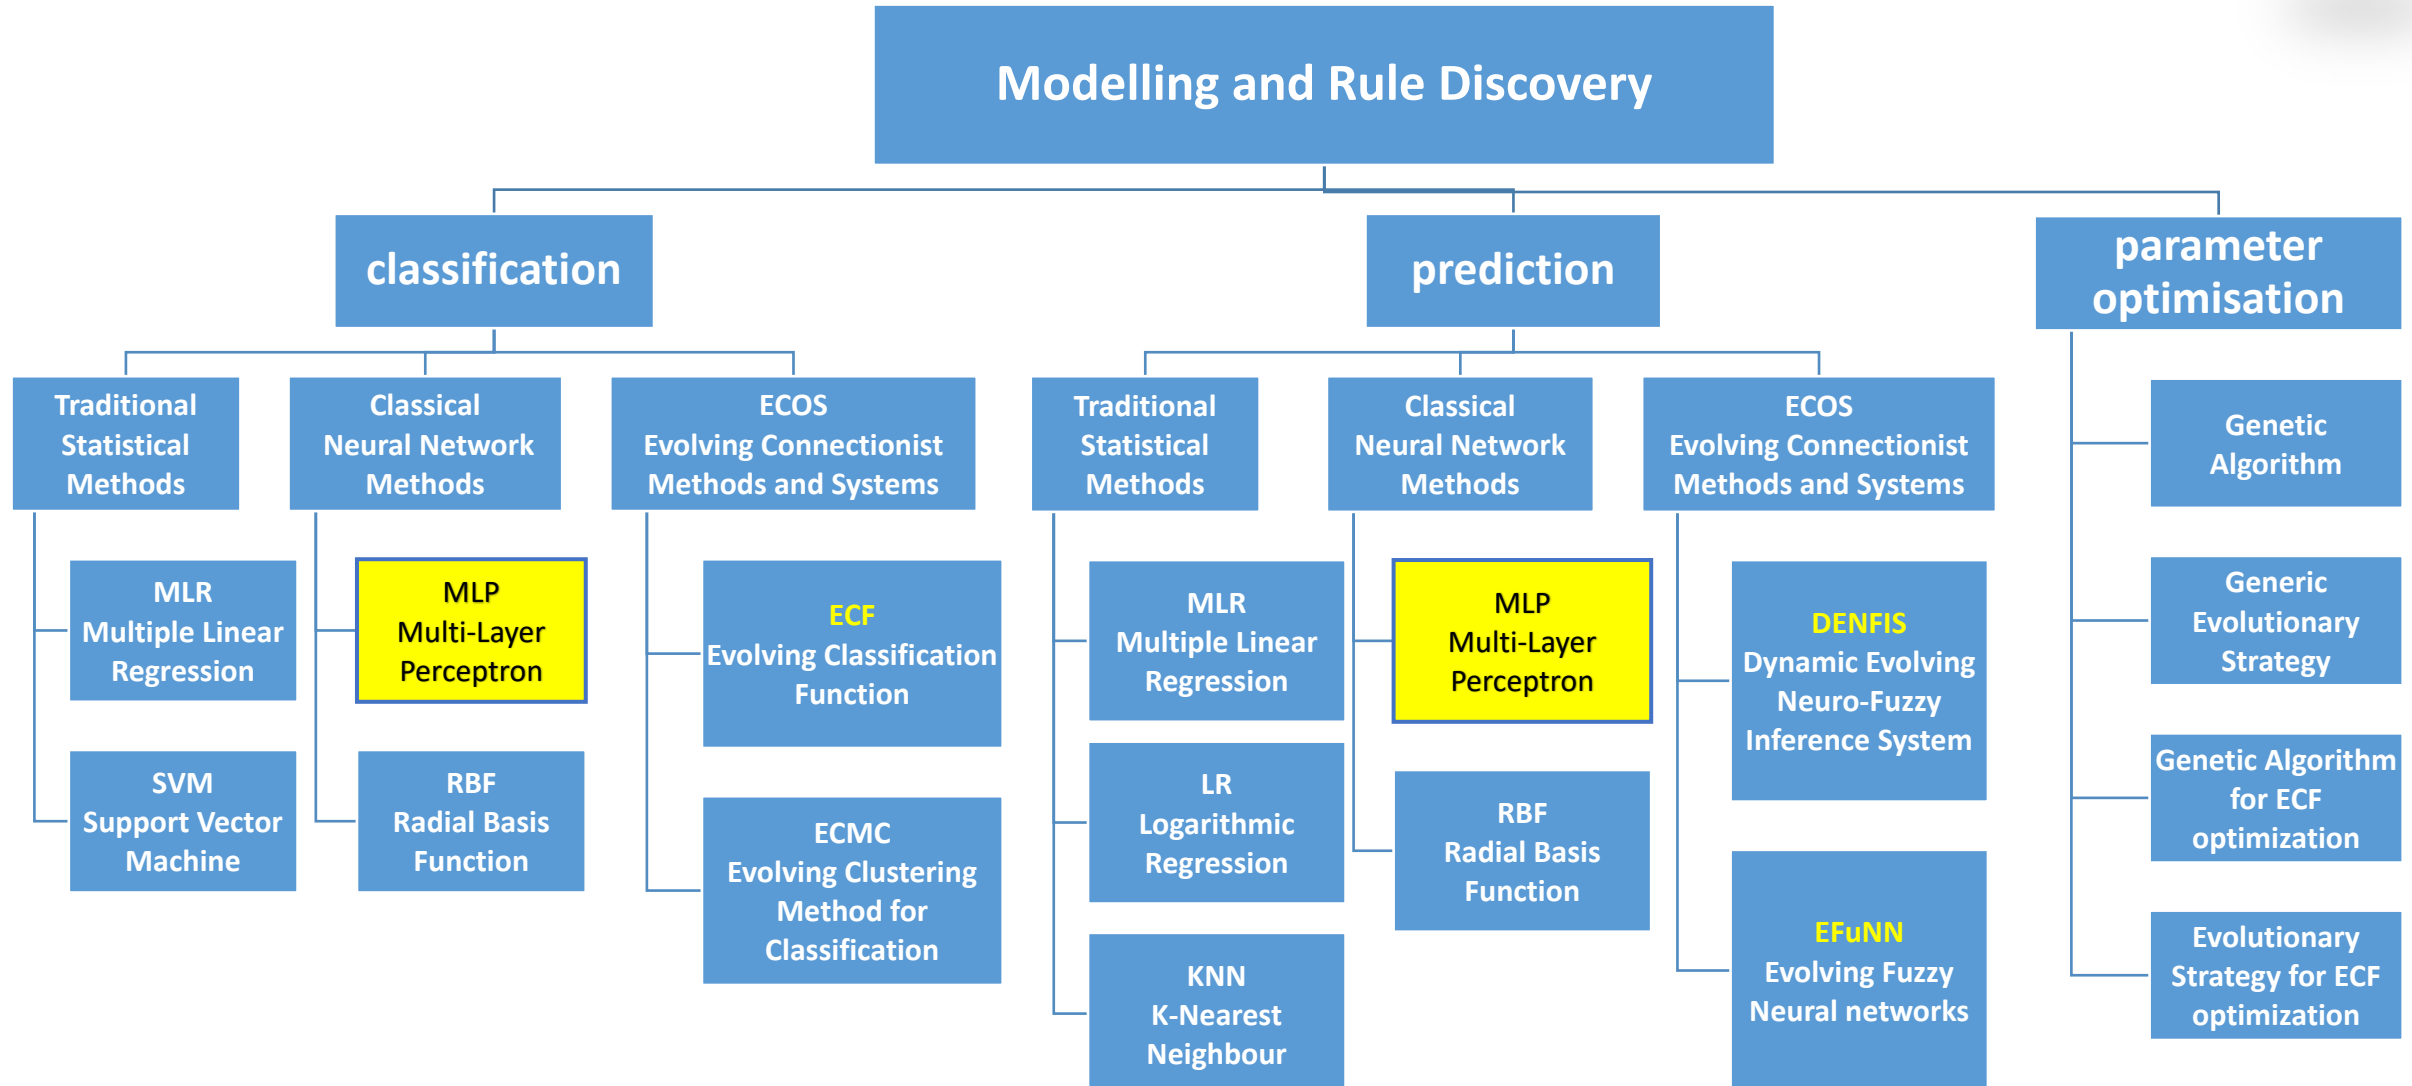 Modelling and Rule Discovery
classification
prediction
parameter
optimisation
Traditional
Statistical
Methods
Classical
Neural Network
Methods
ECOS
Evolving Connectionist
Methods and Systems
Traditional
Statistical
Methods
Classical
Neural Network
Methods
ECOS
Evolving Connectionist
Methods and Systems
MLR
Multiple Linear
Regression
SVM
Support Vector
Machine
MLP
Multi-Layer
Perceptron
RBF
Radial Basis
Function
ECF
Evolving Classification
Function
ECMC
Evolving Clustering
Method for
Classification
MLR
Multiple Linear
Regression
LR
Logarithmic
Regression
KNN
K-Nearest
Neighbour
MLP
Multi-Layer
Perceptron
RBF
Radial Basis
Function
DENFIS
Dynamic Evolving
Neuro-Fuzzy
Inference System
EFuNN
Evolving Fuzzy
Neural networks
Genetic
Algorithm
Generic
Evolutionary
Strategy
Genetic Algorithm
for ECF
optimization
Evolutionary
Strategy for ECF
optimization